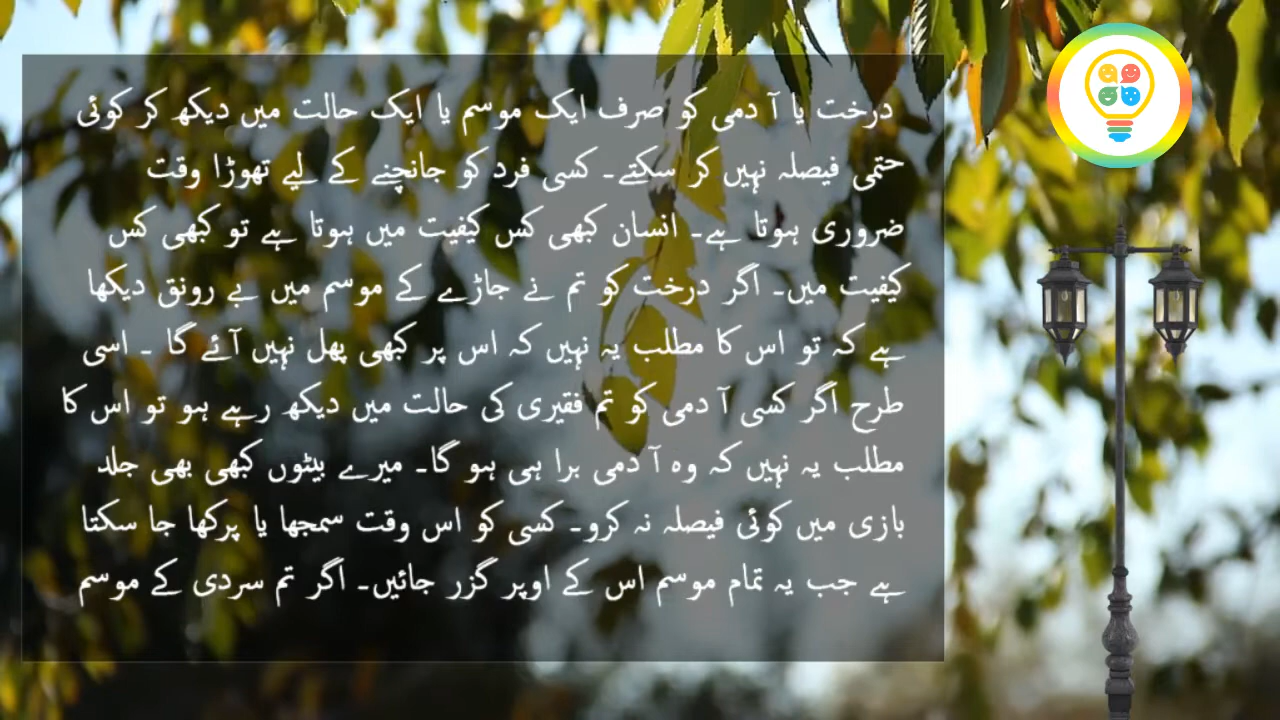 درخت یا آ دمی کو صرف ایک موسم یا ایک حالت میں دیکھ کر کوئی
حتمی فیصلہ نہیں کر سکتے۔ کسی فرد کو جانچنے کے لیے تھوڑا وقت
ضروری ہوتا ہے۔ انسان کبھی کس کیفیت میں ہوتا ہے تو کبھی کس
کیفیت میں۔ اگر درخت کو تم نے جاڑے کے موسم میں بے رونق دیکھا
ہے کہ تو اس کا مطلب یہ نہیں کہ اس پر کبھی پھل نہیں آئے گا ۔ اسی
طرح اگر کسی آ دمی کو تم فقیری کی حالت میں دیکھ رہے ہو تو اس کا
مطلب یہ نہیں کہ وہ آ دمی برا ہی ہو گا۔ میرے بیٹوں کبھی بھی جلد
بازی میں کوئی فیصلہ نہ کرو۔ کسی کو اس وقت سمجھا یا پرکھا جا سکتا
ہے جب یہ تمام موسم اس کے اوپر گزر جائیں۔ اگر تم سردی کے موسم